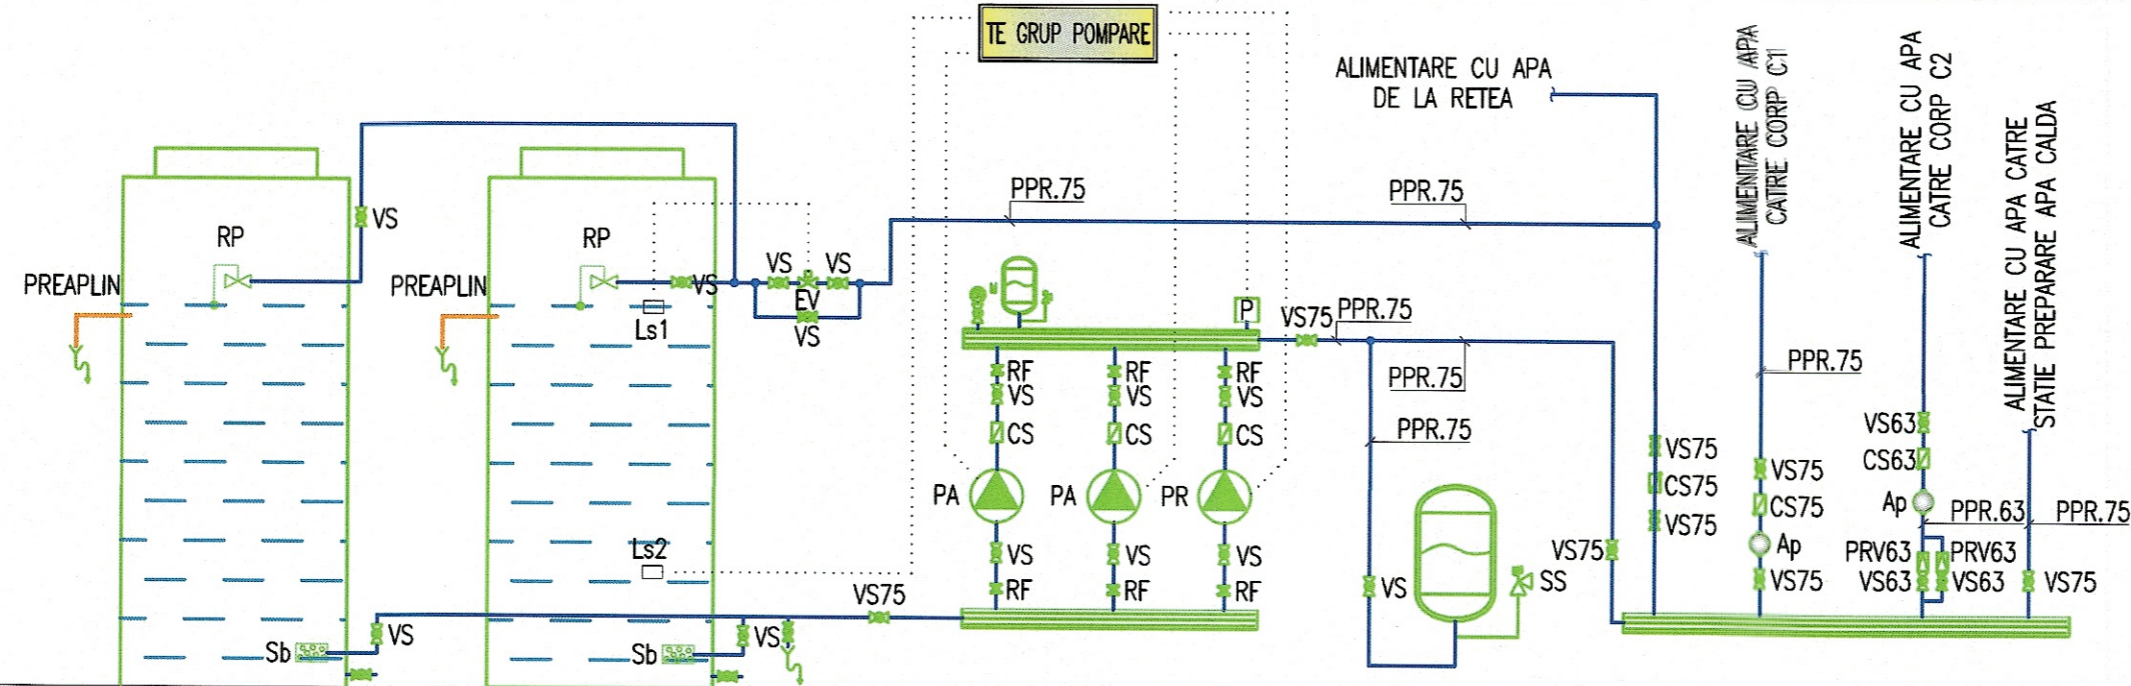 TE GRUP POMPARE
ALIMENTARE CU APA
DE LA RETEA
ALIMENTARE CU APA
CATRE CORP C1
ALIMENTARE CU APA
CATRE CORP C2
ALIMENTARE CU APA CATRE
STATIE PREPARARE APA CALDA
PPR.75
PPR.75
VS
RP
RP
PREAPLIN
PREAPLIN
VS
VS
VS
EV
VS
Ls1
P
VS75
PPR.75
PPR.75
PPR.75
PPR.75
RF
RF
RF
VS
VS
VS
CS
CS
CS
PA
PA
PR
VS
VS
VS
RF
RF
RF
Ls2
VS75
VS
VS
Sb
Sb
VS
SS
VS75
VS75
CS75
VS75
VS75
CS75
Ap
VS75
VS63
CS63
Ap
PPR.63
PPR.75
PRV63
PRV63
VS63
VS63
VS75